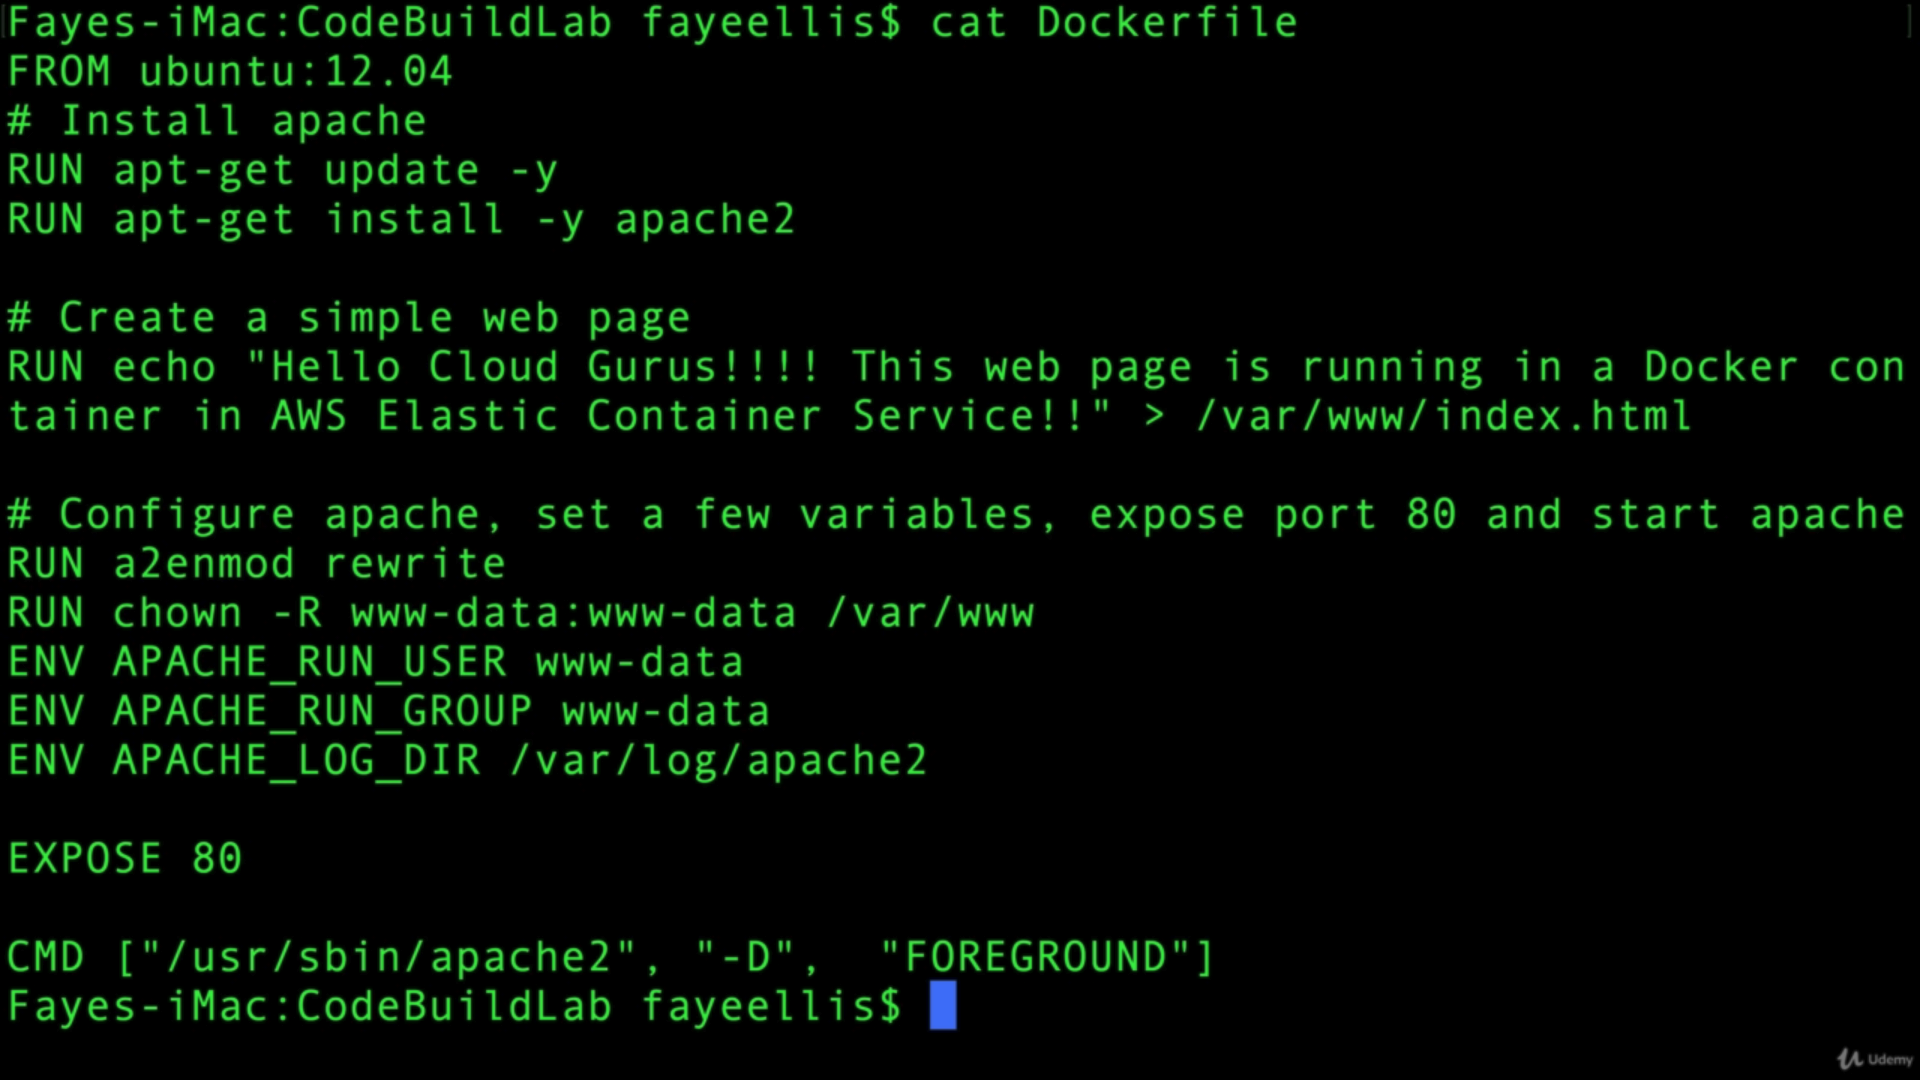 Fayes-iMac:CodeBuildLab fayeellis$ cat Dockerfile
FROM ubuntu:12.04
# Install apache
RUN apt-get update -y
RUN apt-get install -y apache2
# Create a simple web page
RUN echo "Hello Cloud Gurus!!!! This web page is running in a Docker con
tainer in AWS Elastic Container Service!!" > /var/www/index.html
# Configure apache, set a few variables, expose port 80 and start apache
RUN a2enmod rewrite
RUN chown -R www-data:www-data /var/www
ENV APACHE_RUN_USER www-data
ENV APACHE_RUN_GROUP www-data
ENV APACHE_LOG_DIR /var/log/apache2
EXPOSE 80
CMD ["/usr/sbin/apache2", "-D",  "FOREGROUND"]
Fayes-iMac:CodeBuildLab fayeellis$
Udemy